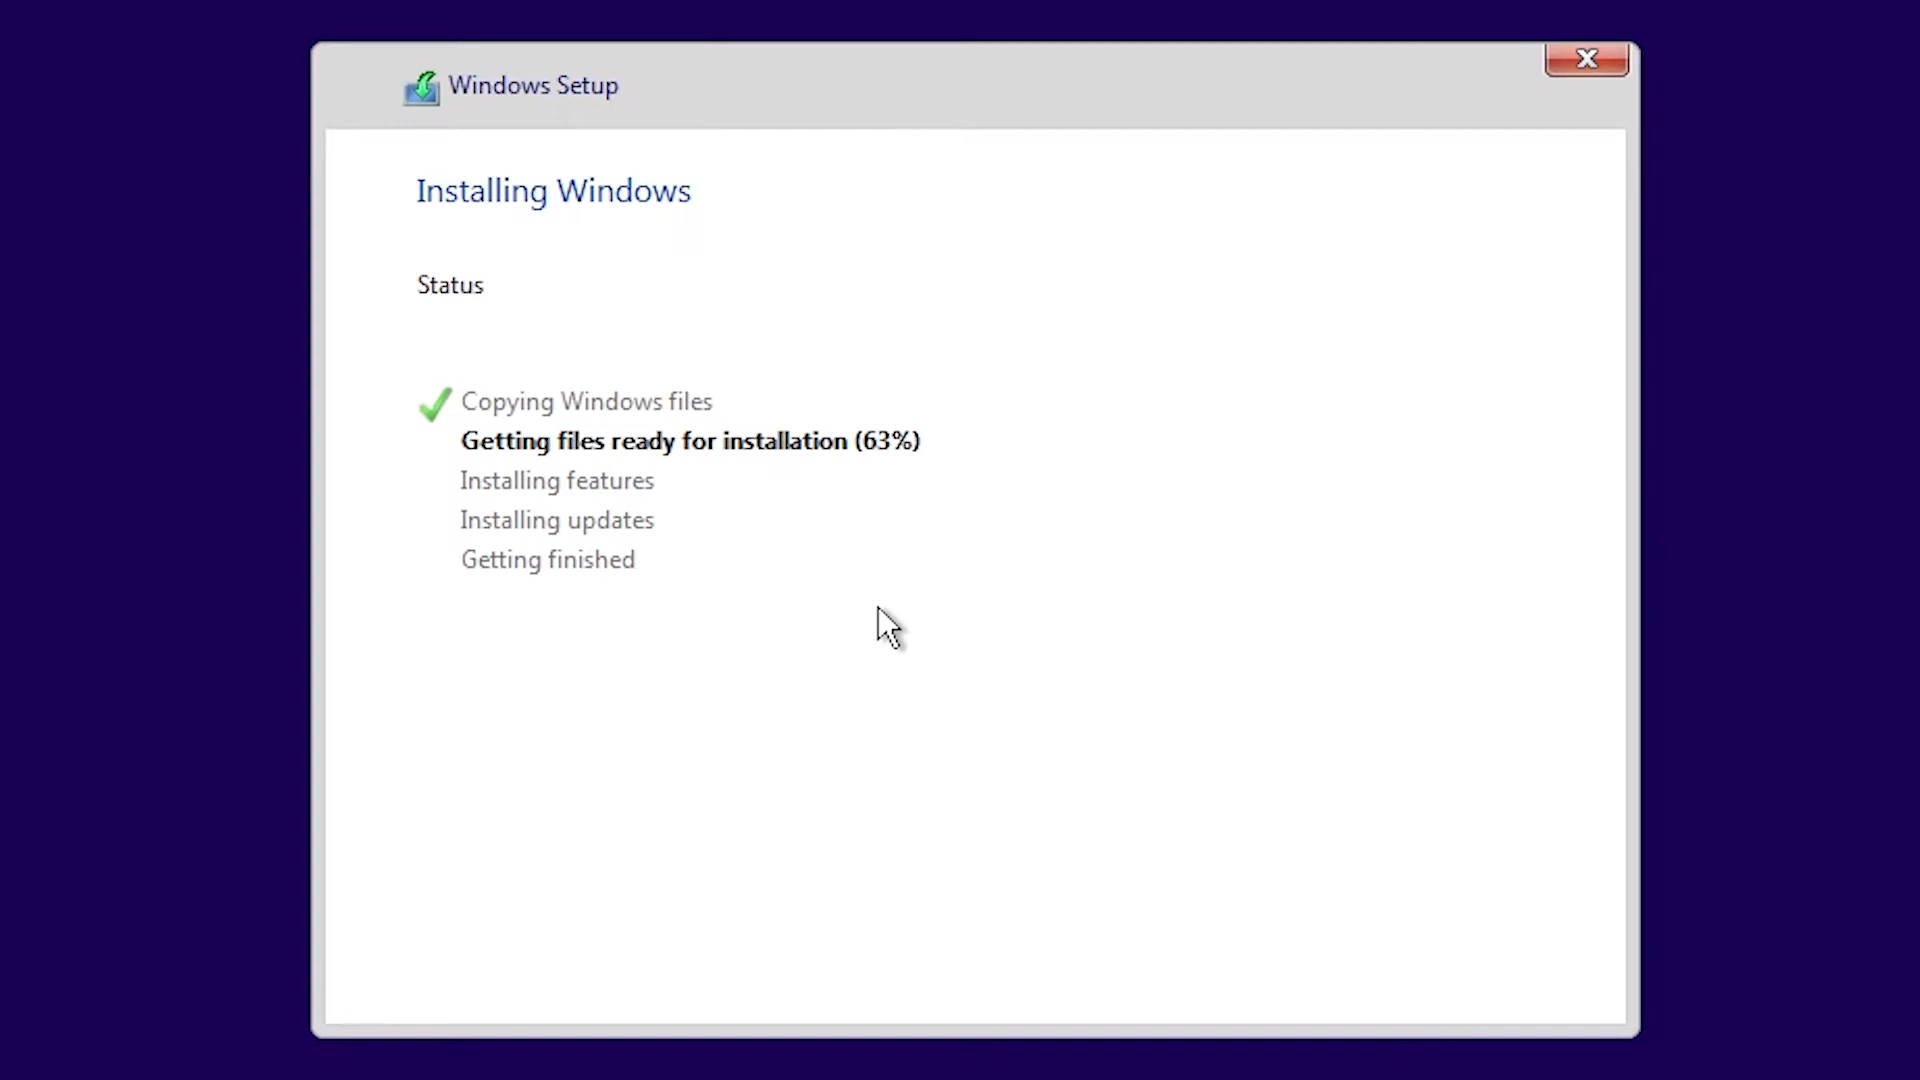 Windows Setup
Installing Windows
Status
Copying Windows files
Getting files ready for installation (63%)
Installing features
Installing updates
Getting finished